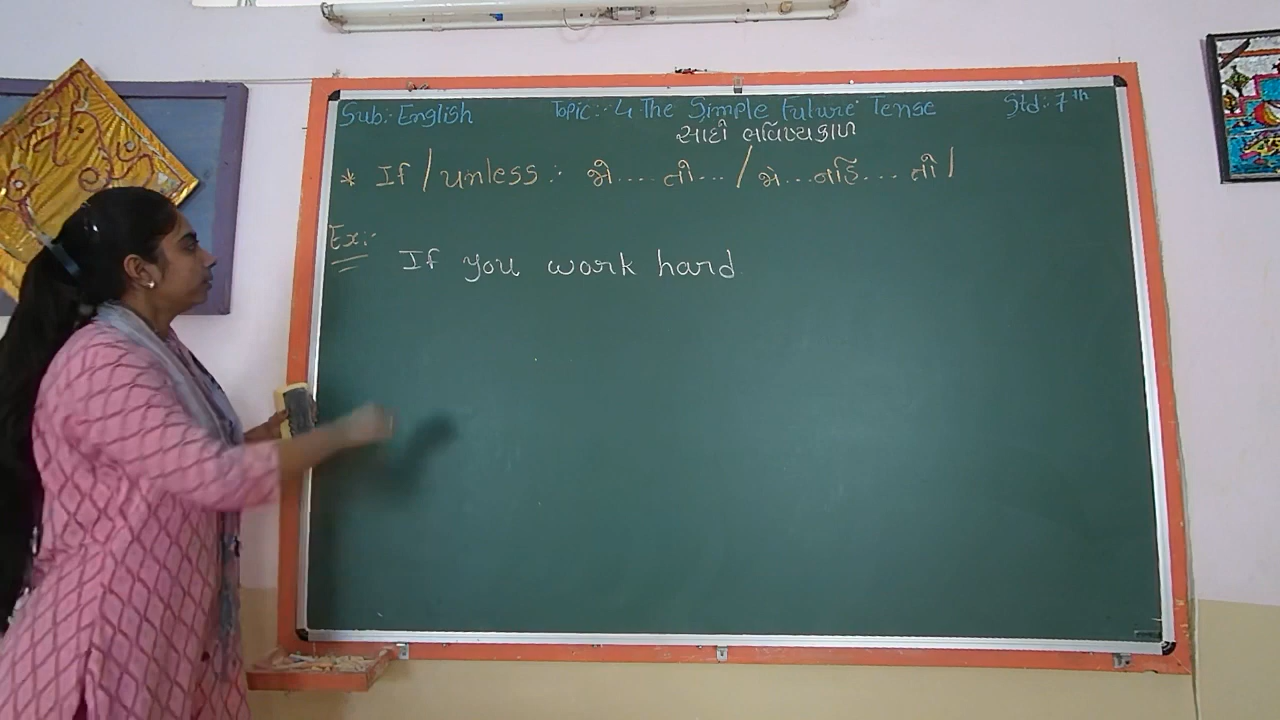 Sub:- English Topic:- 4 The Simple Future Tense Std:- 7th
સાદો ભવિષ્યકાળ
* If / unless :- જો.... તો... / જો...નહિ... તો /
Ex:-
If you work hard